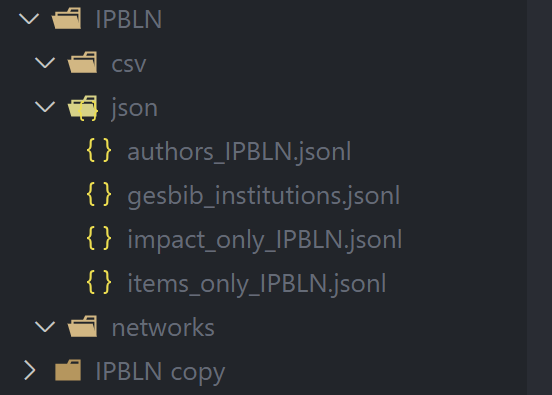 IPBLN
csv
json
{ } authors_IPBLN.jsonl
{ } gesbib_institutions.jsonl
{ } impact_only_IPBLN.jsonl
{ } items_only_IPBLN.jsonl
networks
IPBLN copy